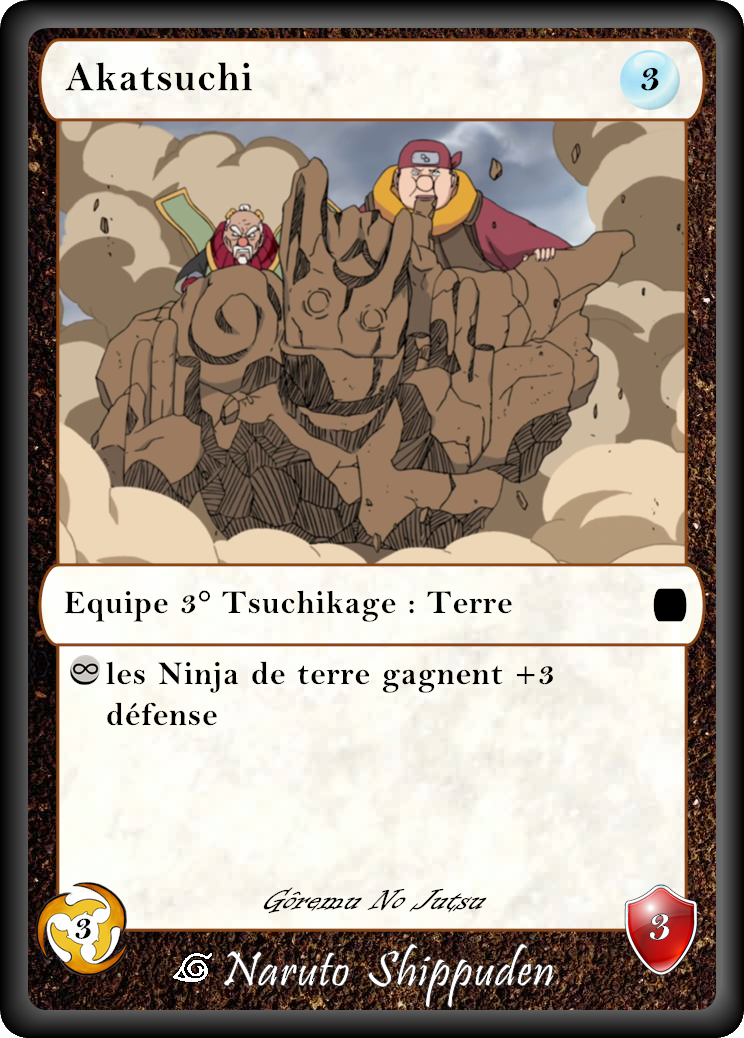 Akatsuchi
3
Equipe 3° Tsuchikage : Terre
∞ les Ninja de terre gagnent +3
défense
Gôremu No Jutsu
3
3
Naruto Shippuden